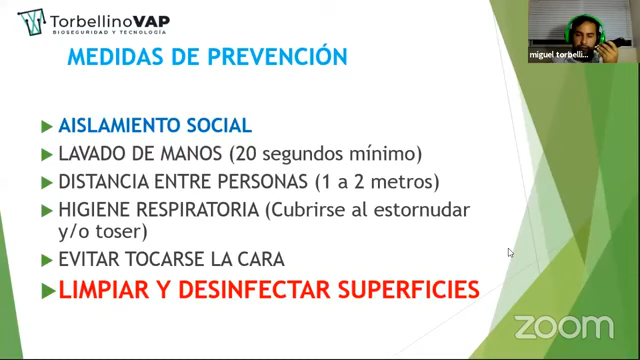 TorbellinoVAP
BIOSEGURIDAD Y TECNOLOGÍA
miguel torbelli...
MEDIDAS DE PREVENCIÓN
AISLAMIENTO SOCIAL
LAVADO DE MANOS (20 segundos mínimo)
DISTANCIA ENTRE PERSONAS (1 a 2 metros)
HIGIENE RESPIRATORIA (Cubrirse al estornudar
y/o toser)
EVITAR TOCARSE LA CARA
LIMPIAR Y DESINFECTAR SUPERFICIES
zoom